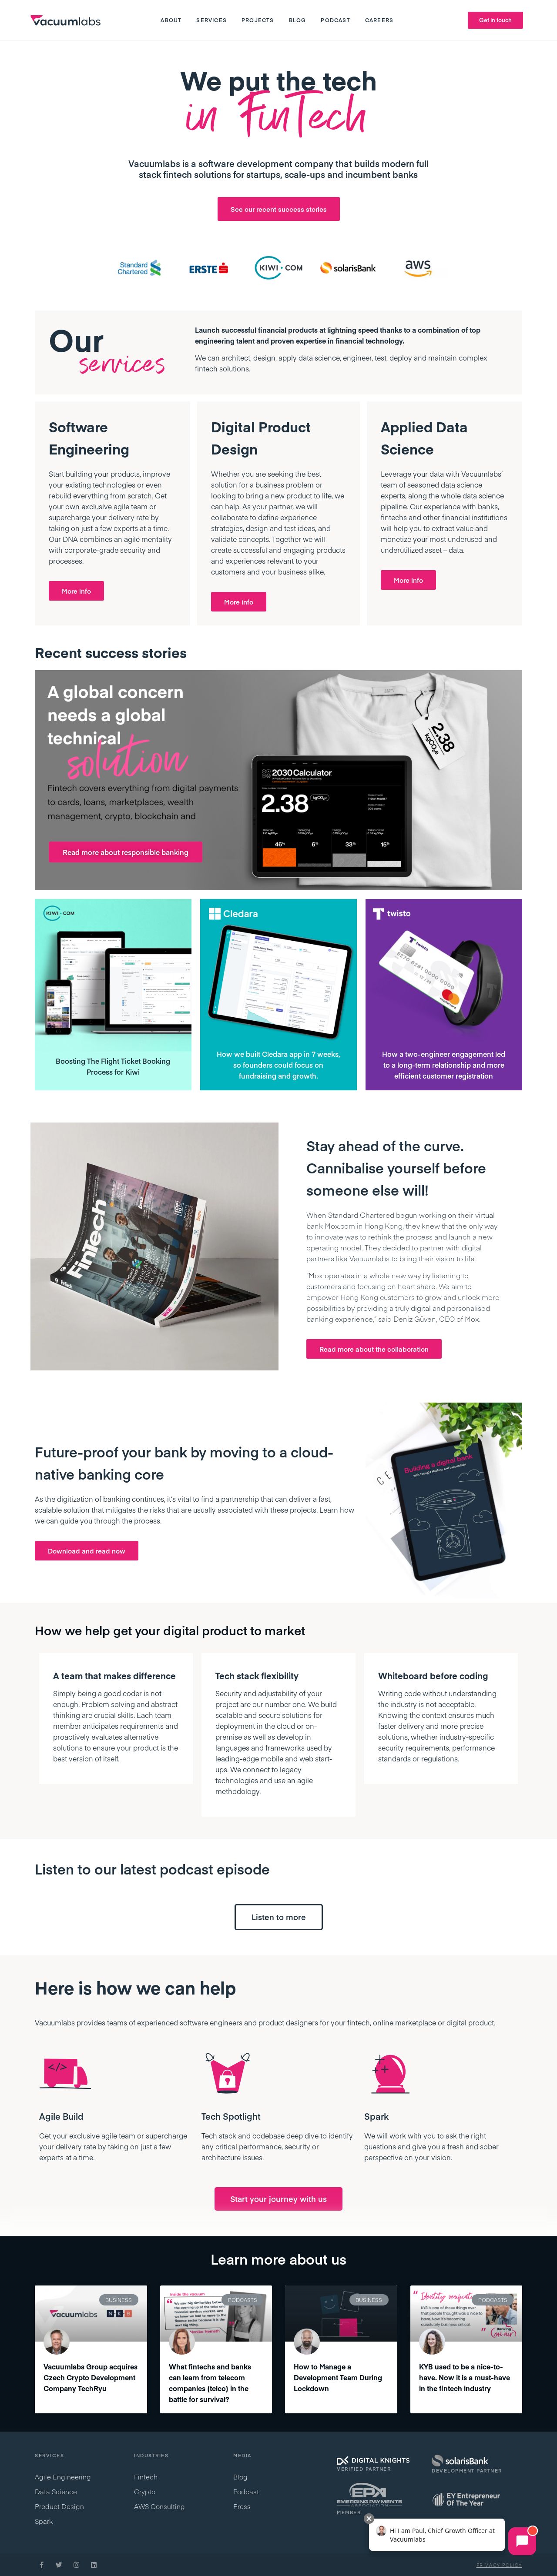 vacuumlabs
ABOUT SERVICES PROJECTS BLOG PODCAST CAREERS
Get in touch
We put the tech
in FinTech
Vacuumlabs is a software development company that builds modern full
stack fintech solutions for startups, scale-ups and incumbent banks
See our recent success stories
Standard
Chartered
ERSTE
KIWI.COM
solarisBank
aws
Our
services
Launch successful financial products at lightning speed thanks to a combination of top
engineering talent and proven expertise in financial technology.
We can architect, design, apply data science, engineer, test, deploy and maintain complex
fintech solutions.
Software
Engineering
Start building your products, improve
your existing technologies or even
rebuild everything from scratch. Get
your own exclusive agile team or
supercharge your delivery rate by
taking on just a few experts at a time.
Our DNA combines an agile mentality
with corporate-grade security and
processes.
More info
Digital Product
Design
Whether you are seeking the best
solution for a business problem or
looking to bring a new product to life, we
can help. As your partner, we will
collaborate to define experience
strategies, design and test ideas, and
validate concepts. Together we will
create successful and engaging products
and experiences relevant to your
customers and your business alike.
More info
Applied Data
Science
Leverage your data with Vacuumlabs'
team of seasoned data science
experts, along the whole data science
pipeline. Our experience with banks,
fintechs and other financial institutions
will help you to extract value and
monetize your most underused and
underutilized asset – data.
More info
Recent success stories
A global concern
needs a global
technical
solution
Fintech covers everything from digital payments
to cards, loans, marketplaces, wealth
management, crypto, blockchain and
Read more about responsible banking
2030Calculator
2.38
kgCO₂e
46% 6% 33% 15%
2.38
kgCO₂e
KIWI.COM
Boosting The Flight Ticket Booking
Process for Kiwi
Cledara
How we built Cledara app in 7 weeks,
so founders could focus on
fundraising and growth.
twisto
twisto
How a two-engineer engagement led
to a long-term relationship and more
efficient customer registration
Fintech
Stay ahead of the curve.
Cannibalise yourself before
someone else will!
When Standard Chartered begun working on their virtual
bank Mox.com in Hong Kong, they knew that the only way
to innovate was to rethink the process and launch a new
operating model. They decided to partner with digital
partners like Vacuumlabs to bring their vision to life.
"Mox operates in a whole new way by listening to
customers and focusing on heart share. We aim to
empower Hong Kong customers to grow and unlock more
possibilities by providing a truly digital and personalised
banking experience," said Deniz Güven, CEO of Mox.
Read more about the collaboration
Future-proof your bank by moving to a cloud-
native banking core
As the digitization of banking continues, it's vital to find a partnership that can deliver a fast,
scalable solution that mitigates the risks that are usually associated with these projects. Learn how
we can guide you through the process.
Download and read now
Building a digital bank
How we help get your digital product to market
A team that makes difference
Simply being a good coder is not
enough. Problem solving and abstract
thinking are crucial skills. Each team
member anticipates requirements and
proactively evaluates alternative
solutions to ensure your product is the
best version of itself.
Tech stack flexibility
Security and adjustability of your
project are our number one. We build
scalable and secure solutions for
deployment in the cloud or on-
premise as well as develop in
languages and frameworks used by
leading-edge mobile and web start-
ups. We connect to legacy
technologies and use an agile
methodology.
Whiteboard before coding
Writing code without understanding
the industry is not acceptable.
Knowing the context ensures much
faster delivery and more precise
solutions, whether industry-specific
security requirements, performance
standards or regulations.
Listen to our latest podcast episode
Listen to more
Here is how we can help
Vacuumlabs provides teams of experienced software engineers and product designers for your fintech, online marketplace or digital product.
Agile Build
Get your exclusive agile team or supercharge
your delivery rate by taking on just a few
experts at a time.
Tech Spotlight
Tech stack and codebase deep dive to identify
any critical performance, security or
architecture issues.
Spark
We will work with you to ask the right
questions and give you a fresh and sober
perspective on your vision.
Start your journey with us
Learn more about us
BUSINESS
vacuumlabs
Vacuumlabs Group acquires
Czech Crypto Development
Company TechRyu
PODCASTS
What fintechs and banks
can learn from telecom
companies (telco) in the
battle for survival?
BUSINESS
How to Manage a
Development Team During
Lockdown
PODCASTS
KYB used to be a nice-to-
have. Now it is a must-have
in the fintech industry
SERVICES
Agile Engineering
Data Science
Product Design
Spark
INDUSTRIES
Fintech
Crypto
AWS Consulting
MEDIA
Blog
Podcast
Press
DIGITAL KNIGHTS
VERIFIED PARTNER
solarisBank
DEVELOPMENT PARTNER
EPA
EMERGING PAYMENTS
MEMBER
EY Entrepreneur
Of The Year
Hi I am Paul, Chief Growth Officer at
Vacuumlabs
PRIVACY POLICY